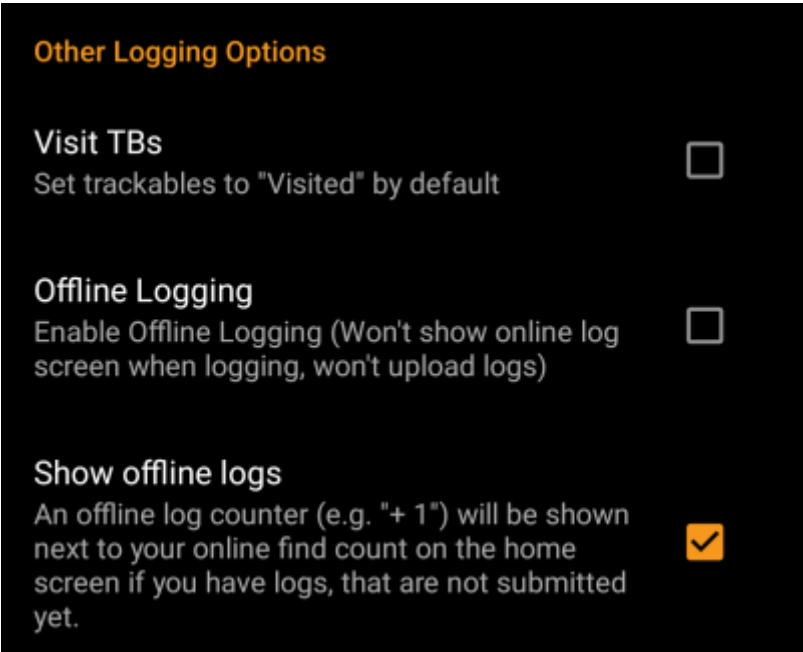 Other Logging Options
Visit TBs
Set trackables to "Visited" by default
Offline Logging
Enable Offline Logging (Won't show online log
screen when logging, won't upload logs)
Show offline logs
An offline log counter (e.g. "+ 1") will be shown
next to your online find count on the home
screen if you have logs, that are not submitted
yet.